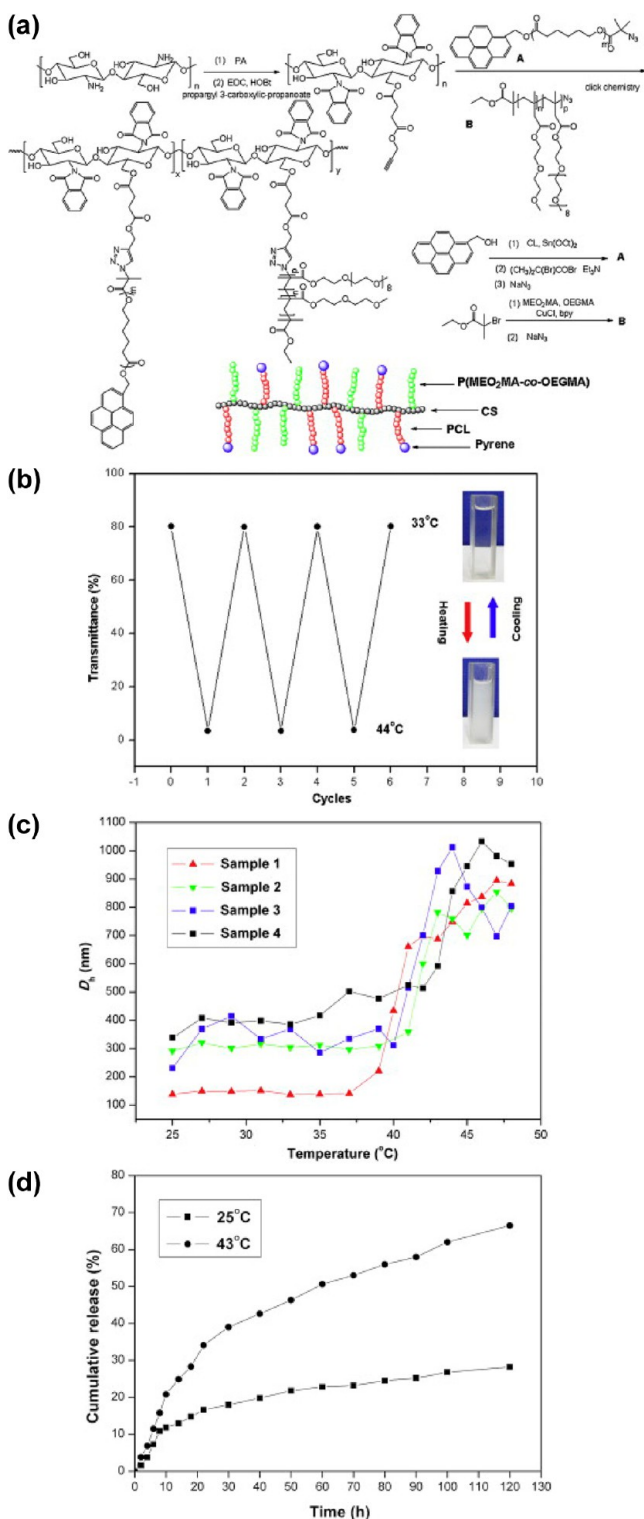 (a)
(1) PA
(2) EDC, HOBt
propargyl 3-carboxylic-propanoate
A
click chemistry
B
(1) CL, Sn(OCt)2
(2) (CH3)2C(Br)COBr Et3N
(3) NaN3
A
(1) MEO2MA, OEGMA
CuCl, bpy
(2) NaN3
B
P(MEO2MA-co-OEGMA)
CS
PCL
Pyrene
(b)
Transmittance (%)
100
80
60
40
20
0
33°C
44°C
Heating
Cooling
-1 0 1 2 3 4 5 6 7 8 9 10
Cycles
(c)
Dh (nm)
1100
1000
900
800
700
600
500
400
300
200
100
Sample 1
Sample 2
Sample 3
Sample 4
25 30 35 40 45 50
Temperature (°C)
(d)
Cumulative release (%)
80
70
60
50
40
30
20
10
0
25°C
43°C
0 10 20 30 40 50 60 70 80 90 100 110 120 130
Time (h)